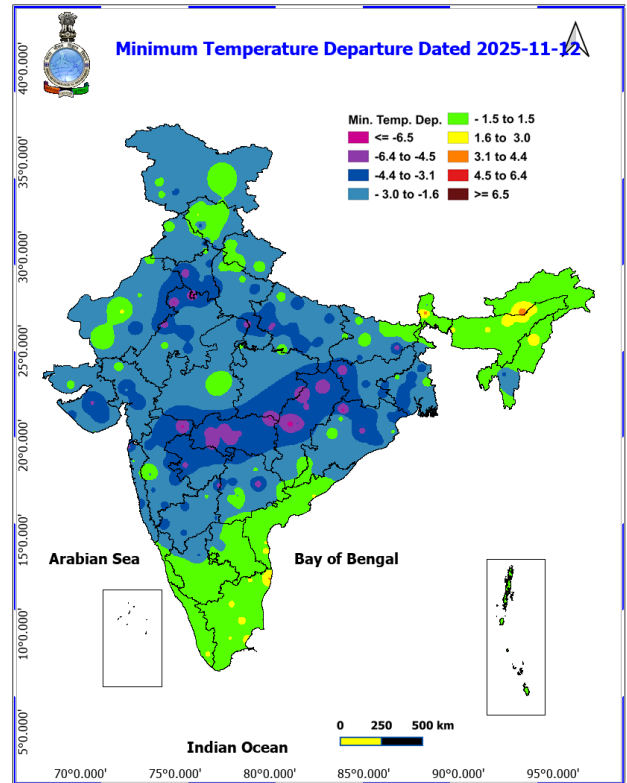 Minimum Temperature Departure Dated 2025-11-12
Min. Temp. Dep.
<= -6.5
-6.4 to -4.5
-4.4 to -3.1
- 3.0 to -1.6
- 1.5 to 1.5
1.6 to 3.0
3.1 to 4.4
4.5 to 6.4
>= 6.5
40°0.000'
35°0.000'
30°0.000'
25°0.000'
20°0.000'
15°0.000'
10°0.000'
5°0.000'
Arabian Sea
Bay of Bengal
Indian Ocean
0 250 500 km
70°0.000' 75°0.000' 80°0.000' 85°0.000' 90°0.000' 95°0.000'